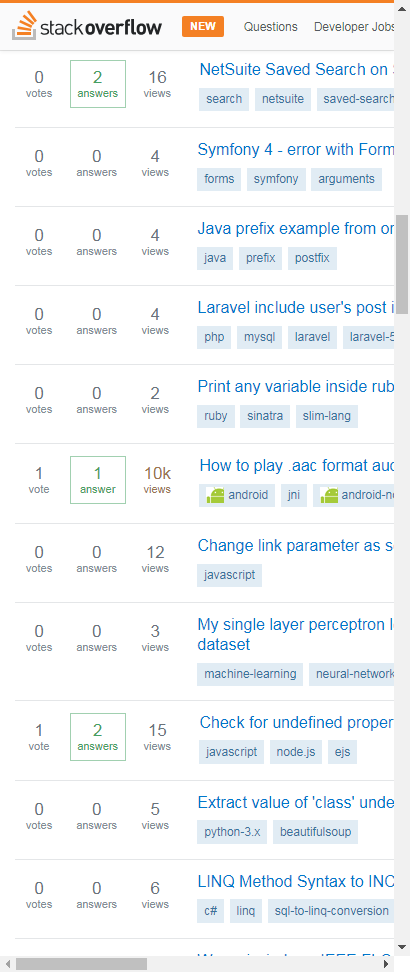 stackoverflow NEW Questions Developer Jobs
0 2 16 NetSuite Saved Search on
votes answers views search netsuite saved-search
0 0 4 Symfony 4 - error with Form
votes answers views forms symfony arguments
0 0 4 Java prefix example from
votes answers views java prefix postfix
0 0 4 Laravel include user's post
votes answers views php mysql laravel laravel-5
0 0 2 Print any variable inside
votes answers views ruby sinatra slim-lang
1 1 10k How to play .aac format
vote answer views android jni
0 0 12 Change link parameter as
votes answers views javascript
0 0 3 My single layer perceptron
dataset
votes answers views machine-learning neural-network
1 2 15 Check for undefined
vote answers views javascript node.js ejs
0 0 5 Extract value of 'class'
votes answers views python-3.x beautifulsoup
0 0 6 LINQ Method Syntax to
votes answers views c# linq sql-to-linq-conversion